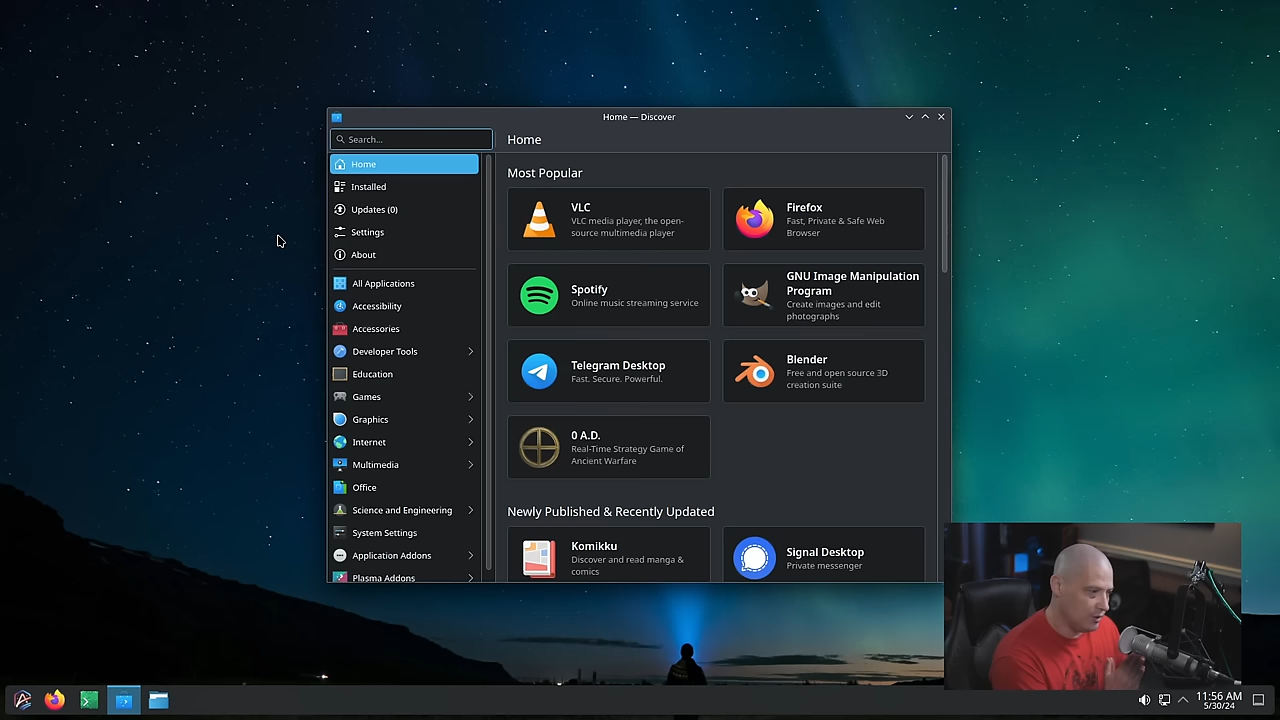 Home — Discover
Search...
Home
Home
Installed
Updates (0)
Settings
About
All Applications
Accessibility
Accessories
Developer Tools
Education
Games
Graphics
Internet
Multimedia
Office
Science and Engineering
System Settings
Application Addons
Plasma Addons
Most Popular
VLC
VLC media player, the open-
source multimedia player
Firefox
Fast, Private & Safe Web
Browser
Spotify
Online music streaming service
GNU Image Manipulation
Program
Create images and edit
photographs
Telegram Desktop
Fast. Secure. Powerful.
Blender
Free and open source 3D
creation suite
0 A.D.
Real-Time Strategy Game of
Ancient Warfare
Newly Published & Recently Updated
Komikku
Discover and read manga &
comics
Signal Desktop
Private messenger
11:56 AM
5/30/24